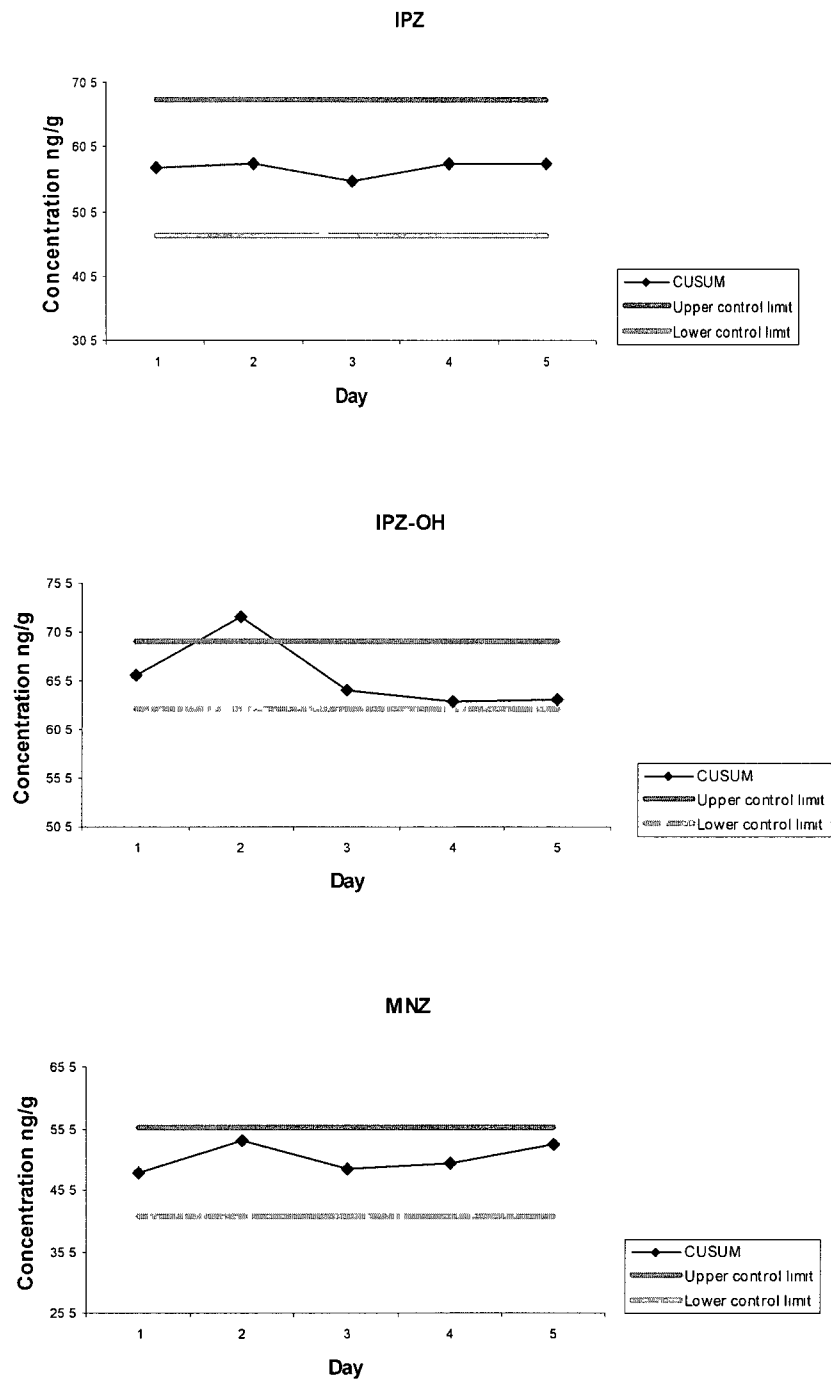 IPZ
Concentration ng/g
70 5
60 5
50 5
40 5
30 5
1 2 3 4 5
Day
CUSUM
Upper control limit
Lower control limit
IPZ-OH
Concentration ng/g
75 5
70 5
65 5
60 5
55 5
50 5
1 2 3 4 5
Day
CUSUM
Upper control limit
Lower control limit
MNZ
Concentration ng/g
65 5
55 5
45 5
35 5
25 5
1 2 3 4 5
Day
CUSUM
Upper control limit
Lower control limit